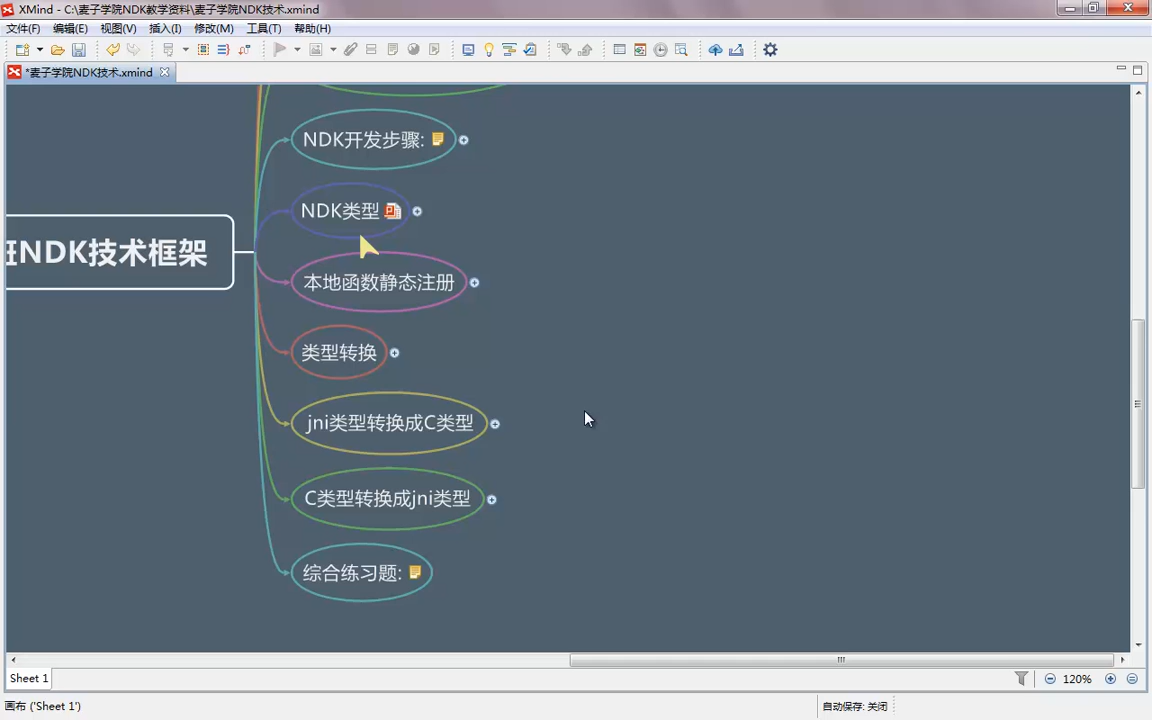 XMind - C:\麦子学院NDK教学资料\麦子学院NDK技术.xmind
文件(F) 编辑(E) 视图(V) 插入(I) 修改(M) 工具(T) 帮助(H)
*麦子学院NDK技术.xmind
NDK开发步骤:
NDK类型
NDK技术框架
本地函数静态注册
类型转换
jni类型转换成C类型
C类型转换成jni类型
综合练习题:
Sheet 1
120%
画布 ('Sheet 1')
自动保存: 关闭